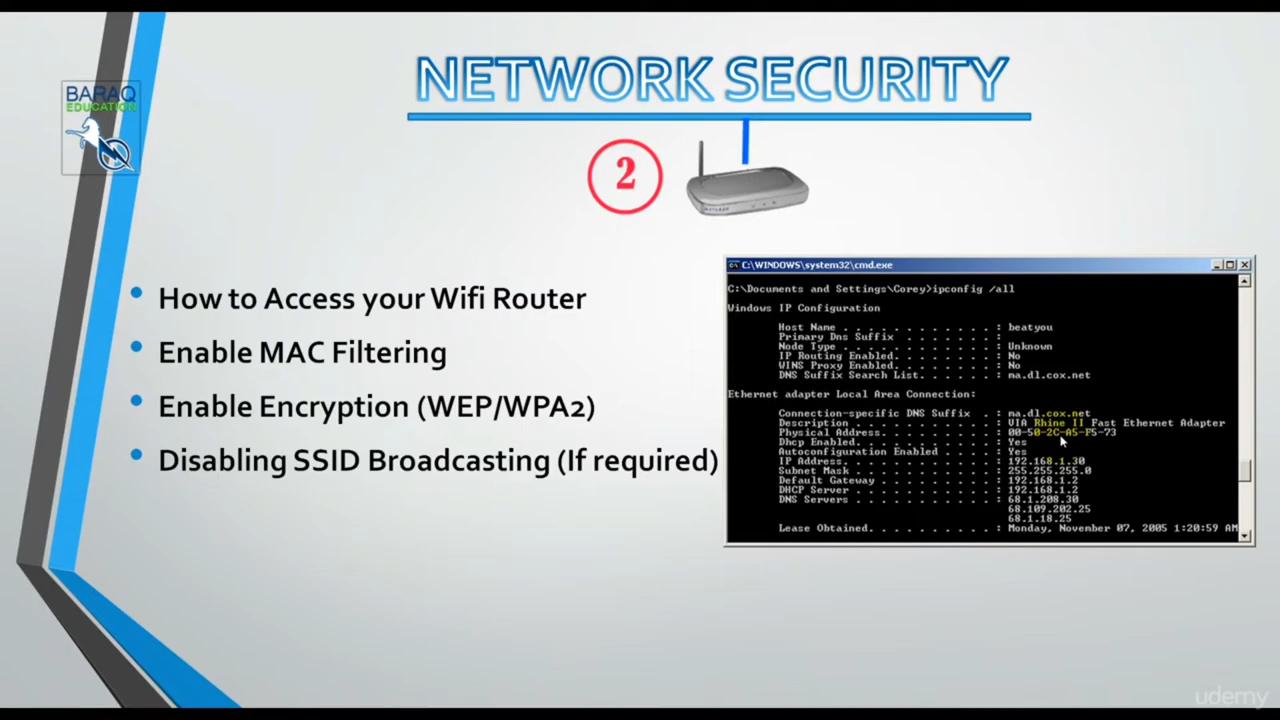 BARAQ
EDUCATION
NETWORK SECURITY
2
NETGEAR
• How to Access your Wifi Router
• Enable MAC Filtering
• Enable Encryption (WEP/WPA2)
• Disabling SSID Broadcasting (If required)
C:\WINDOWS\system32\cmd.exe
C:\Documents and Settings\Corey>ipconfig /all
Windows IP Configuration
Host Name . . . . . . . . . . . . : beatyou
Primary Dns Suffix . . . . . . . :
Node Type . . . . . . . . . . . . : Unknown
IP Routing Enabled. . . . . . . . : No
WINS Proxy Enabled. . . . . . . . : No
DNS Suffix Search List. . . . . . : ma.dl.cox.net
Ethernet adapter Local Area Connection:
Connection-specific DNS Suffix . : ma.dl.cox.net
Description . . . . . . . . . . . : VIA Rhine II Fast Ethernet Adapter
Physical Address. . . . . . . . . : 00-50-2C-A5-F5-73
Dhcp Enabled. . . . . . . . . . . : Yes
Autoconfiguration Enabled . . . . : Yes
IP Address. . . . . . . . . . . . : 192.168.1.30
Subnet Mask . . . . . . . . . . . : 255.255.255.0
Default Gateway . . . . . . . . . : 192.168.1.2
DHCP Server . . . . . . . . . . . : 192.168.1.2
DNS Servers . . . . . . . . . . . : 68.1.208.30
68.109.202.25
68.1.18.25
Lease Obtained. . . . . . . . . . : Monday, November 07, 2005 1:20:59 AM
udemy